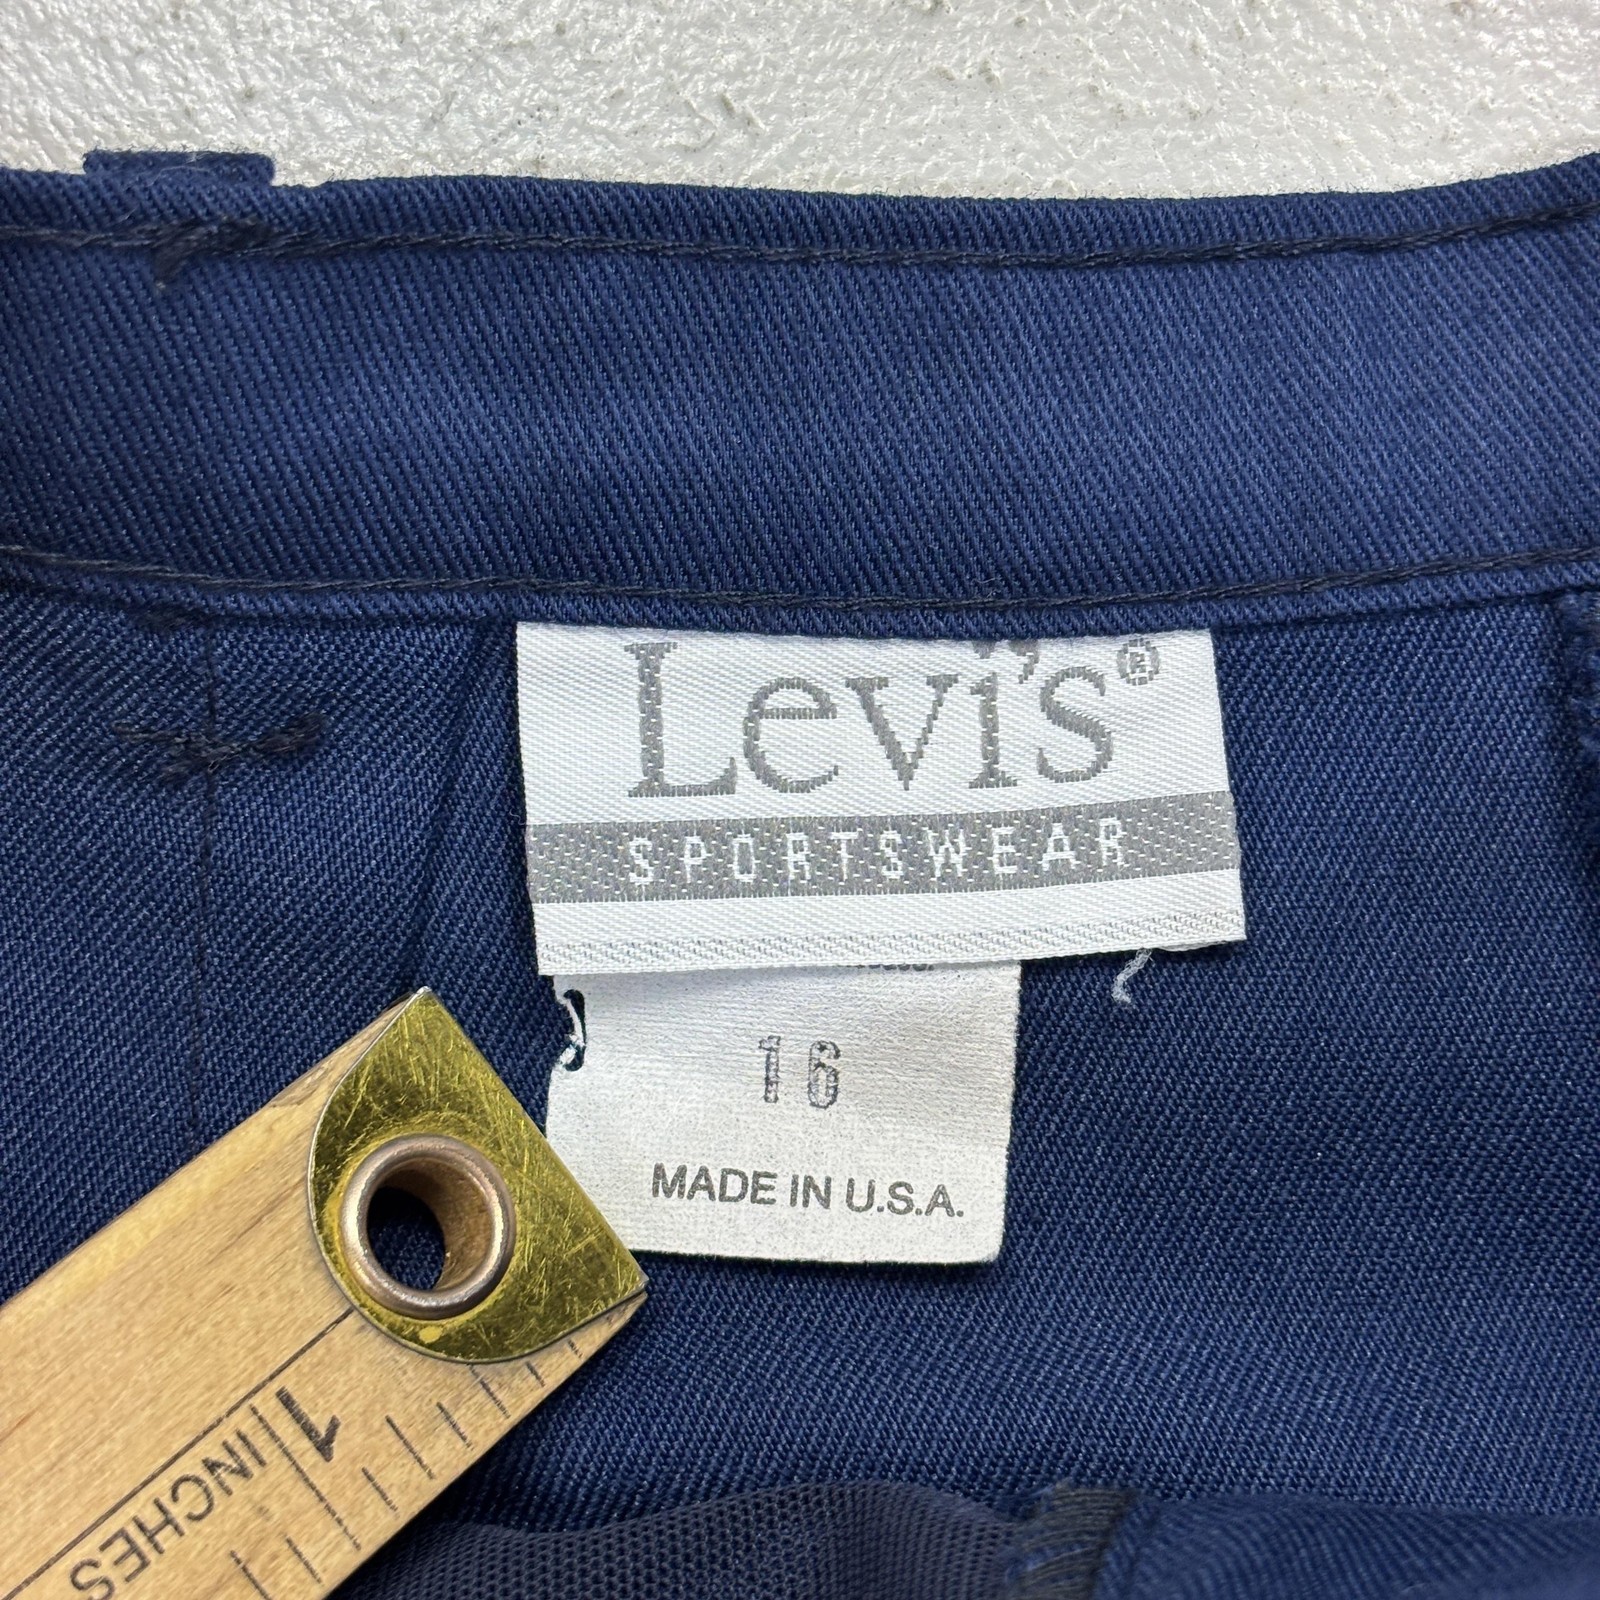 Levi's®
SPORTSWEAR
16
MADE IN U.S.A.
1
INCHES